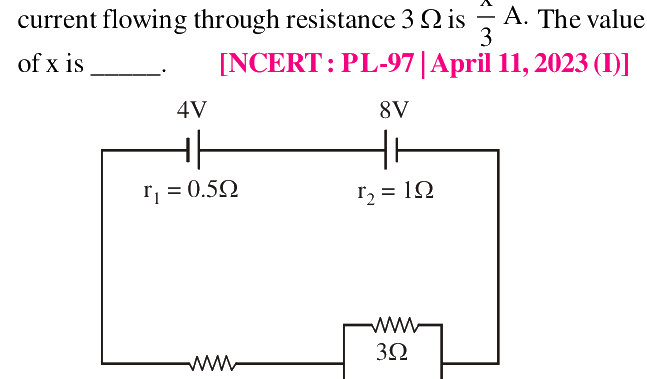 current flowing through resistance 3 Ω is x/3 A. The value
of x is _____. [NCERT : PL-97 | April 11, 2023 (I)]
4V 8V
r₁ = 0.5Ω r₂ = 1Ω
3Ω